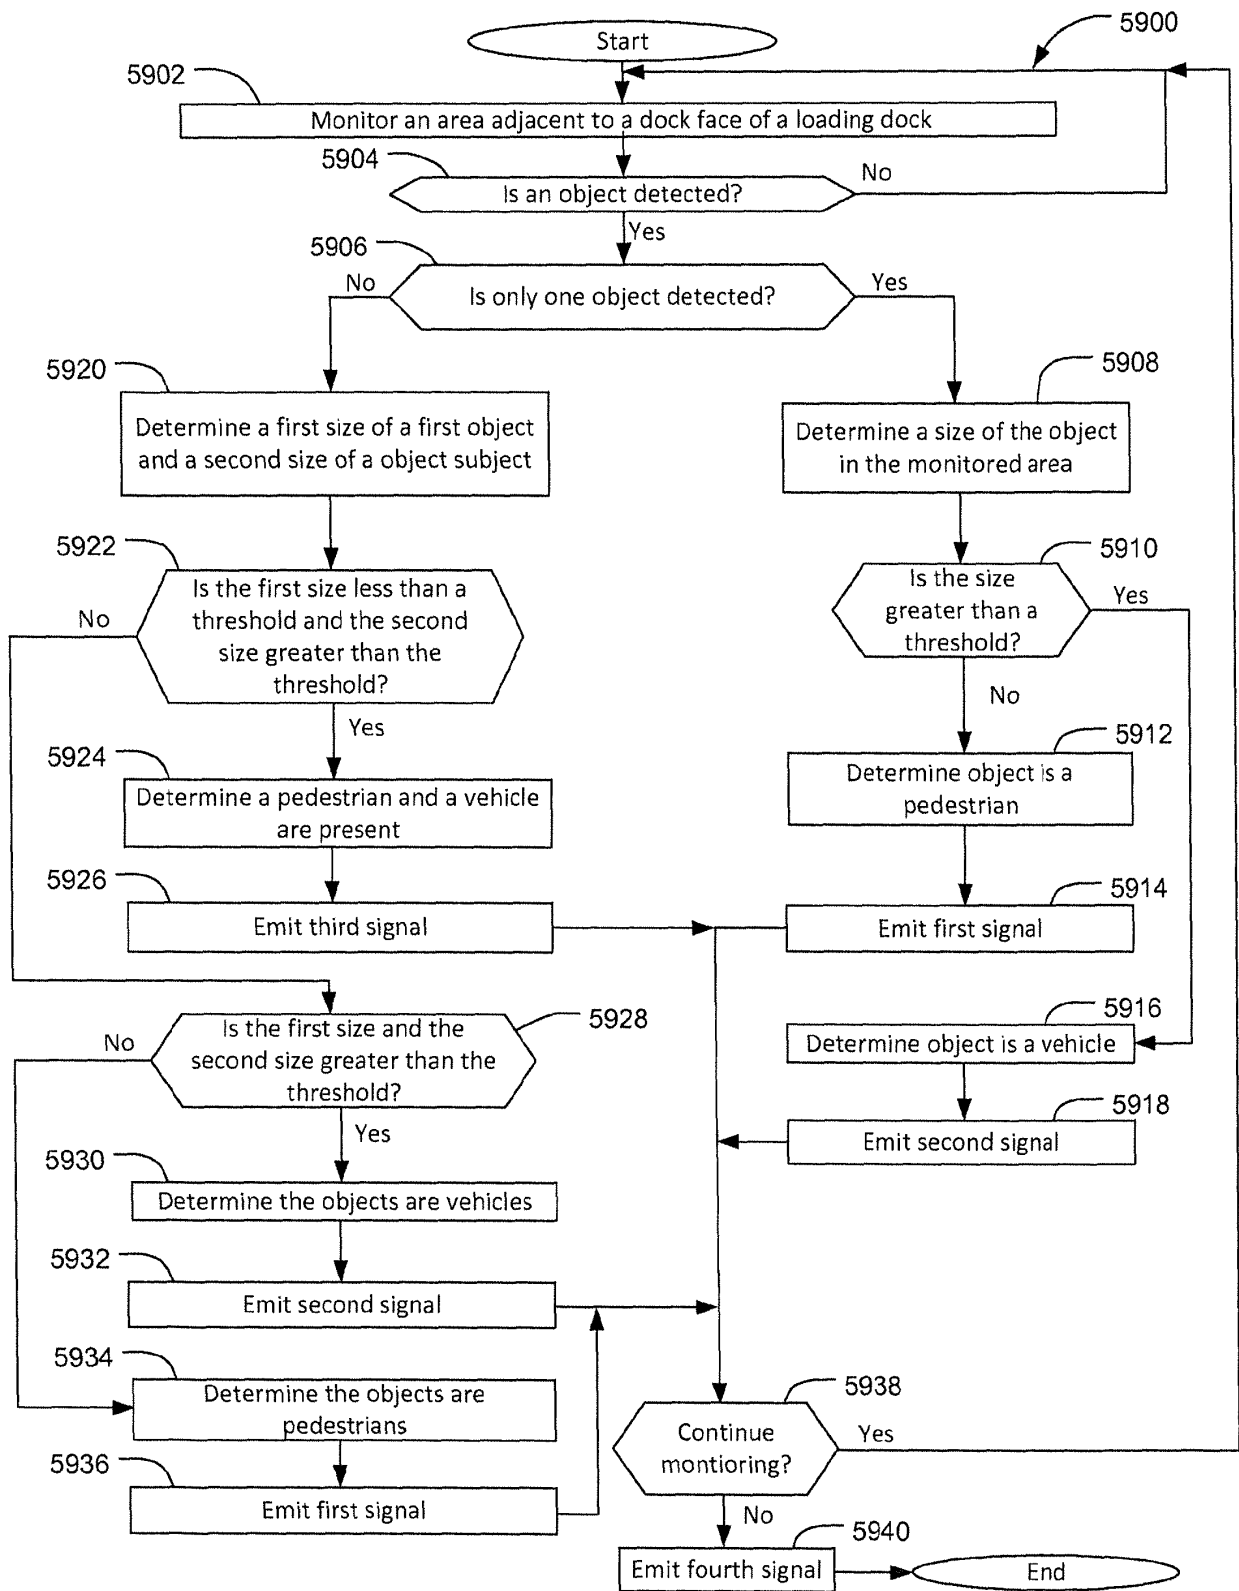 Start
5900
5902
Monitor an area adjacent to a dock face of a loading dock
5904
Is an object detected?
No
Yes
5906
Is only one object detected?
No
Yes
5920
Determine a first size of a first object
and a second size of a object subject
5908
Determine a size of the object
in the monitored area
5922
Is the first size less than a
threshold and the second
size greater than the
threshold?
No
Yes
5910
Is the size
greater than a
threshold?
Yes
No
5924
Determine a pedestrian and a vehicle
are present
5912
Determine object is a
pedestrian
5926
Emit third signal
5914
Emit first signal
5928
Is the first size and the
second size greater than the
threshold?
No
Yes
5916
Determine object is a vehicle
5918
Emit second signal
5930
Determine the objects are vehicles
5932
Emit second signal
5934
Determine the objects are
pedestrians
5936
Emit first signal
5938
Continue
montioring?
Yes
No
5940
Emit fourth signal
End